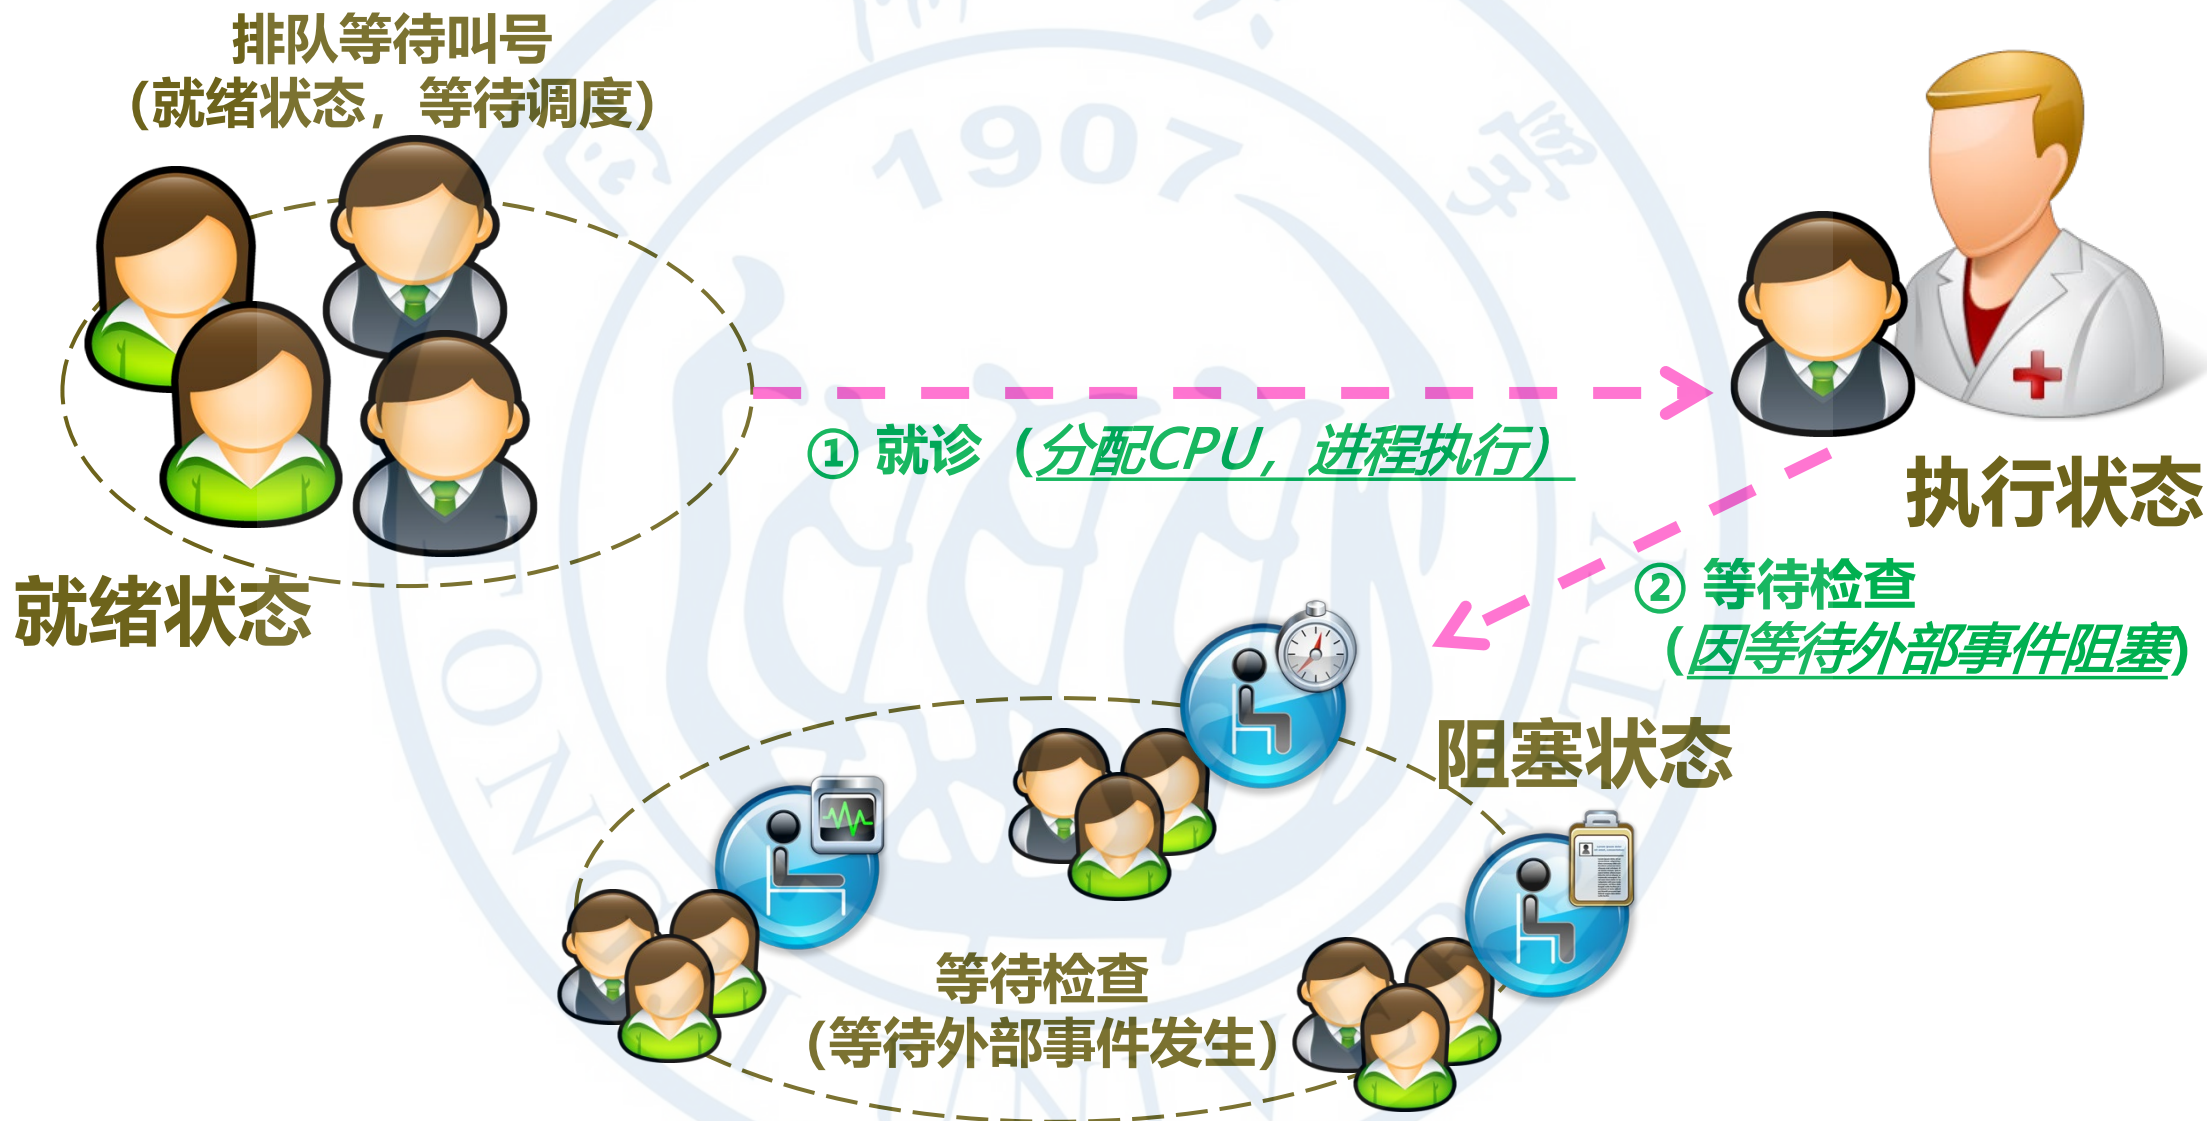 排队等待叫号
(就绪状态，等待调度)
1907
① 就诊（分配CPU，进程执行）
执行状态
② 等待检查
(因等待外部事件阻塞)
就绪状态
阻塞状态
等待检查
(等待外部事件发生)
TONGJI UNIVERSITY